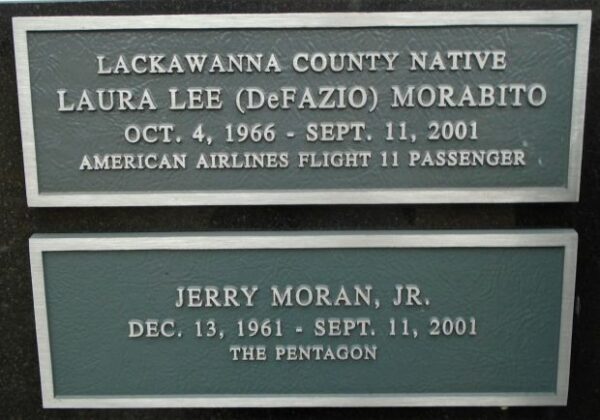 LACKAWANNA COUNTY NATIVE
LAURA LEE (DeFAZIO) MORABITO
OCT. 4, 1966 - SEPT. 11, 2001
AMERICAN AIRLINES FLIGHT 11 PASSENGER
JERRY MORAN, JR.
DEC. 13, 1961 - SEPT. 11, 2001
THE PENTAGON